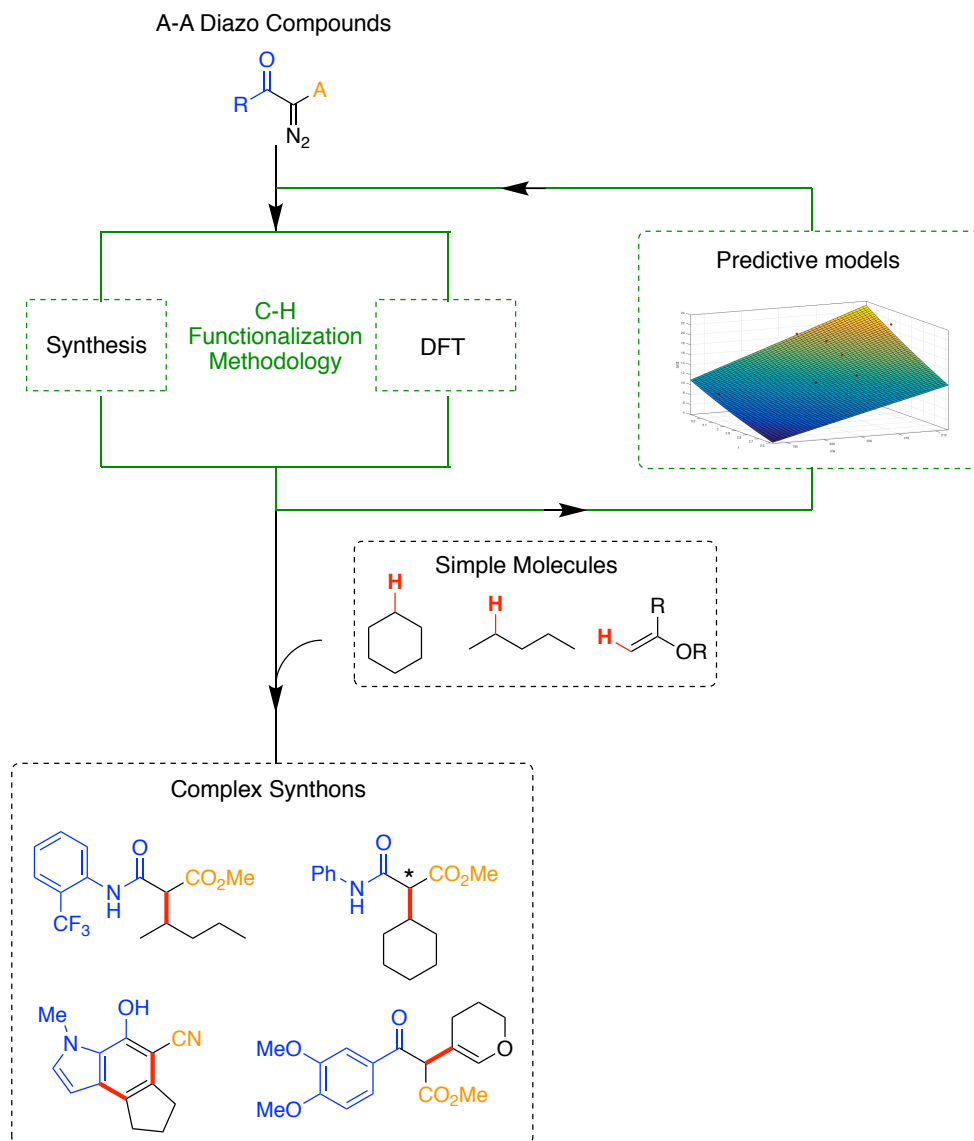 A-A Diazo Compounds
O
R
A
N2
Predictive models
C-H
Functionalization
Methodology
Synthesis
DFT
Simple Molecules
H
H
R
H
OR
Complex Synthons
O
CO2Me
N
H
CF3
O
*
Ph
CO2Me
N
H
Me
OH
N
CN
O
O
MeO
MeO
CO2Me